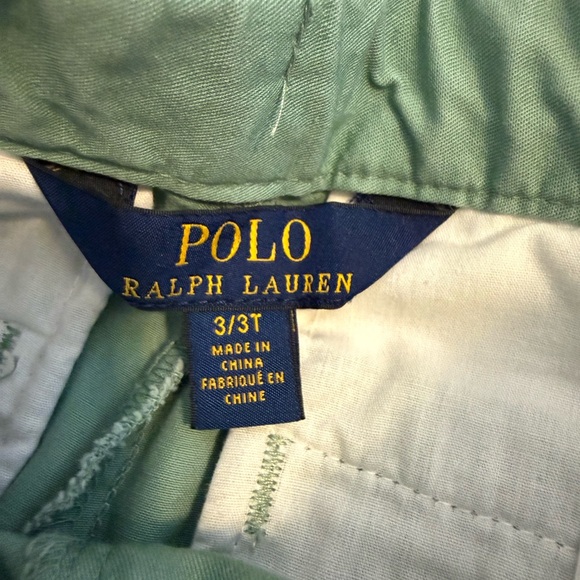 POLO
RALPH LAUREN
3/3T
MADE IN
CHINA
FABRIQUÉ EN
CHINE